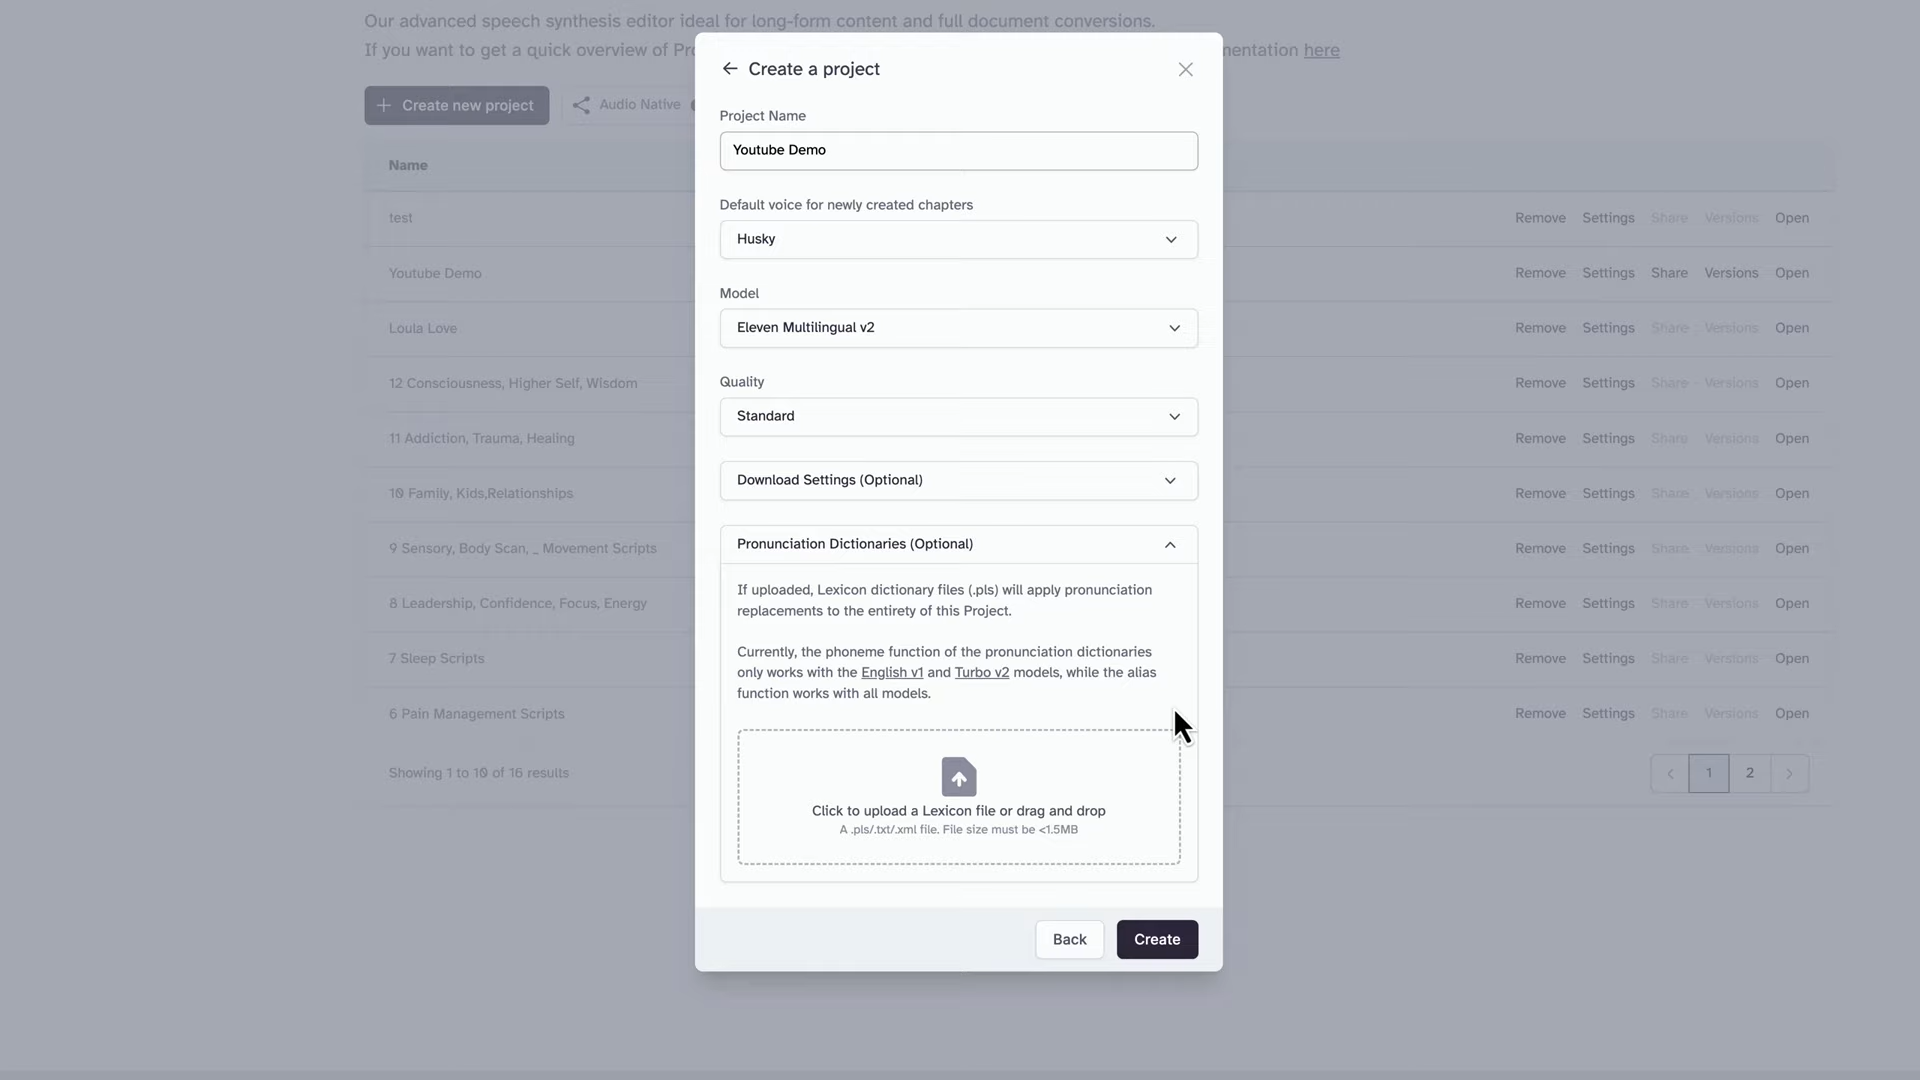 Our advanced speech synthesis editor ideal for long-form content and full document conversions.
If you want to get a quick overview of
mentation here
Create new project
Audio Native
Name
test
Remove Settings Share Versions Open
Youtube Demo
Remove Settings Share Versions Open
Loula Love
Remove Settings Share Versions Open
12 Consciousness, Higher Self, Wisdom
Remove Settings Share Versions Open
11 Addiction, Trauma, Healing
Remove Settings Share Versions Open
10 Family, Kids,Relationships
Remove Settings Share Versions Open
9 Sensory, Body Scan, _ Movement Scripts
Remove Settings Share Versions Open
8 Leadership, Confidence, Focus, Energy
Remove Settings Share Versions Open
7 Sleep Scripts
Remove Settings Share Versions Open
6 Pain Management Scripts
Remove Settings Share Versions Open
Showing 1 to 10 of 16 results
1 2
Create a project
Project Name
Youtube Demo
Default voice for newly created chapters
Husky
Model
Eleven Multilingual v2
Quality
Standard
Download Settings (Optional)
Pronunciation Dictionaries (Optional)
If uploaded, Lexicon dictionary files (.pls) will apply pronunciation
replacements to the entirety of this Project.
Currently, the phoneme function of the pronunciation dictionaries
only works with the English v1 and Turbo v2 models, while the alias
function works with all models.
Click to upload a Lexicon file or drag and drop
A .pls/.txt/.xml file. File size must be <1.5MB
Back
Create